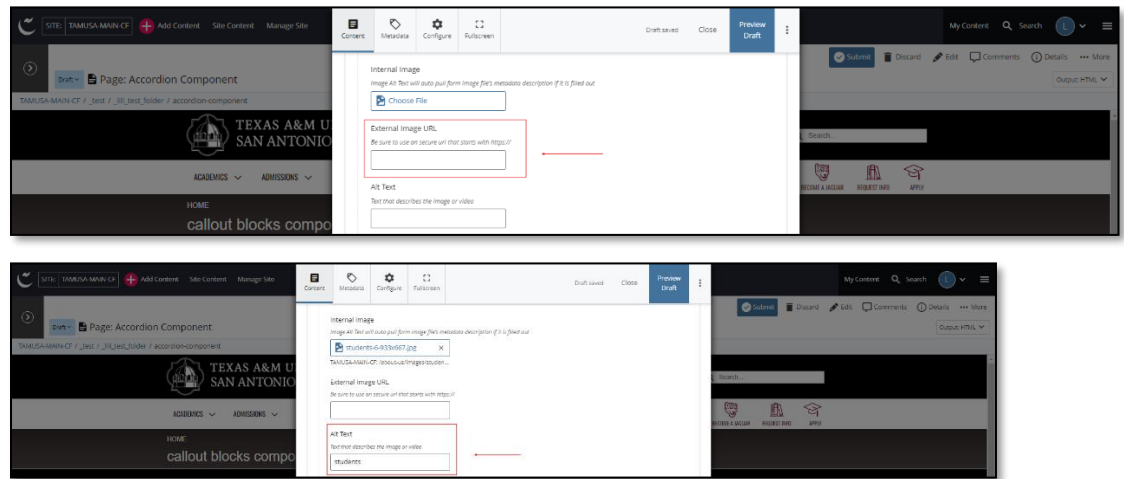 SITE: TAMUSA-MAIN-CF Add Content Site Content Manage Site
Content Metadata Configure Fullscreen
Draft saved Close Preview Draft
My Content Search L
Submit Discard Edit Comments Details More
Draft Page: Accordion Component
Output: HTML
TAMUSA-MAIN-CF / _test / _lil_test_folder / accordion-component
Internal Image
Image Alt Text will auto pull form image file's metadata description if it is filled out
Choose File
TEXAS A&M U
SAN ANTONIO
External Image URL
Be sure to use an secure url that starts with https://
Search...
ACADEMICS ADMISSIONS
BECOME A JAGUAR REQUEST INFO APPLY
Alt Text
Text that describes the image or video
HOME
callout blocks compo
SITE: TAMUSA-MAIN-CF Add Content Site Content Manage Site
Content Metadata Configure Fullscreen
Draft saved Close Preview Draft
My Content Search L
Submit Discard Edit Comments Details More
Draft Page: Accordion Component
Output: HTML
TAMUSA-MAIN-CF / _test / _lil_test_folder / accordion-component
Internal Image
Image Alt Text will auto pull form image file's metadata description if it is filled out
students-6-933x667.jpg x
TAMUSA-MAIN-CF: /about-us/images/studen...
TEXAS A&M U
SAN ANTONIO
External Image URL
Be sure to use an secure url that starts with https://
Search...
ACADEMICS ADMISSIONS
BECOME A JAGUAR REQUEST INFO APPLY
Alt Text
Text that describes the image or video
students
HOME
callout blocks compo